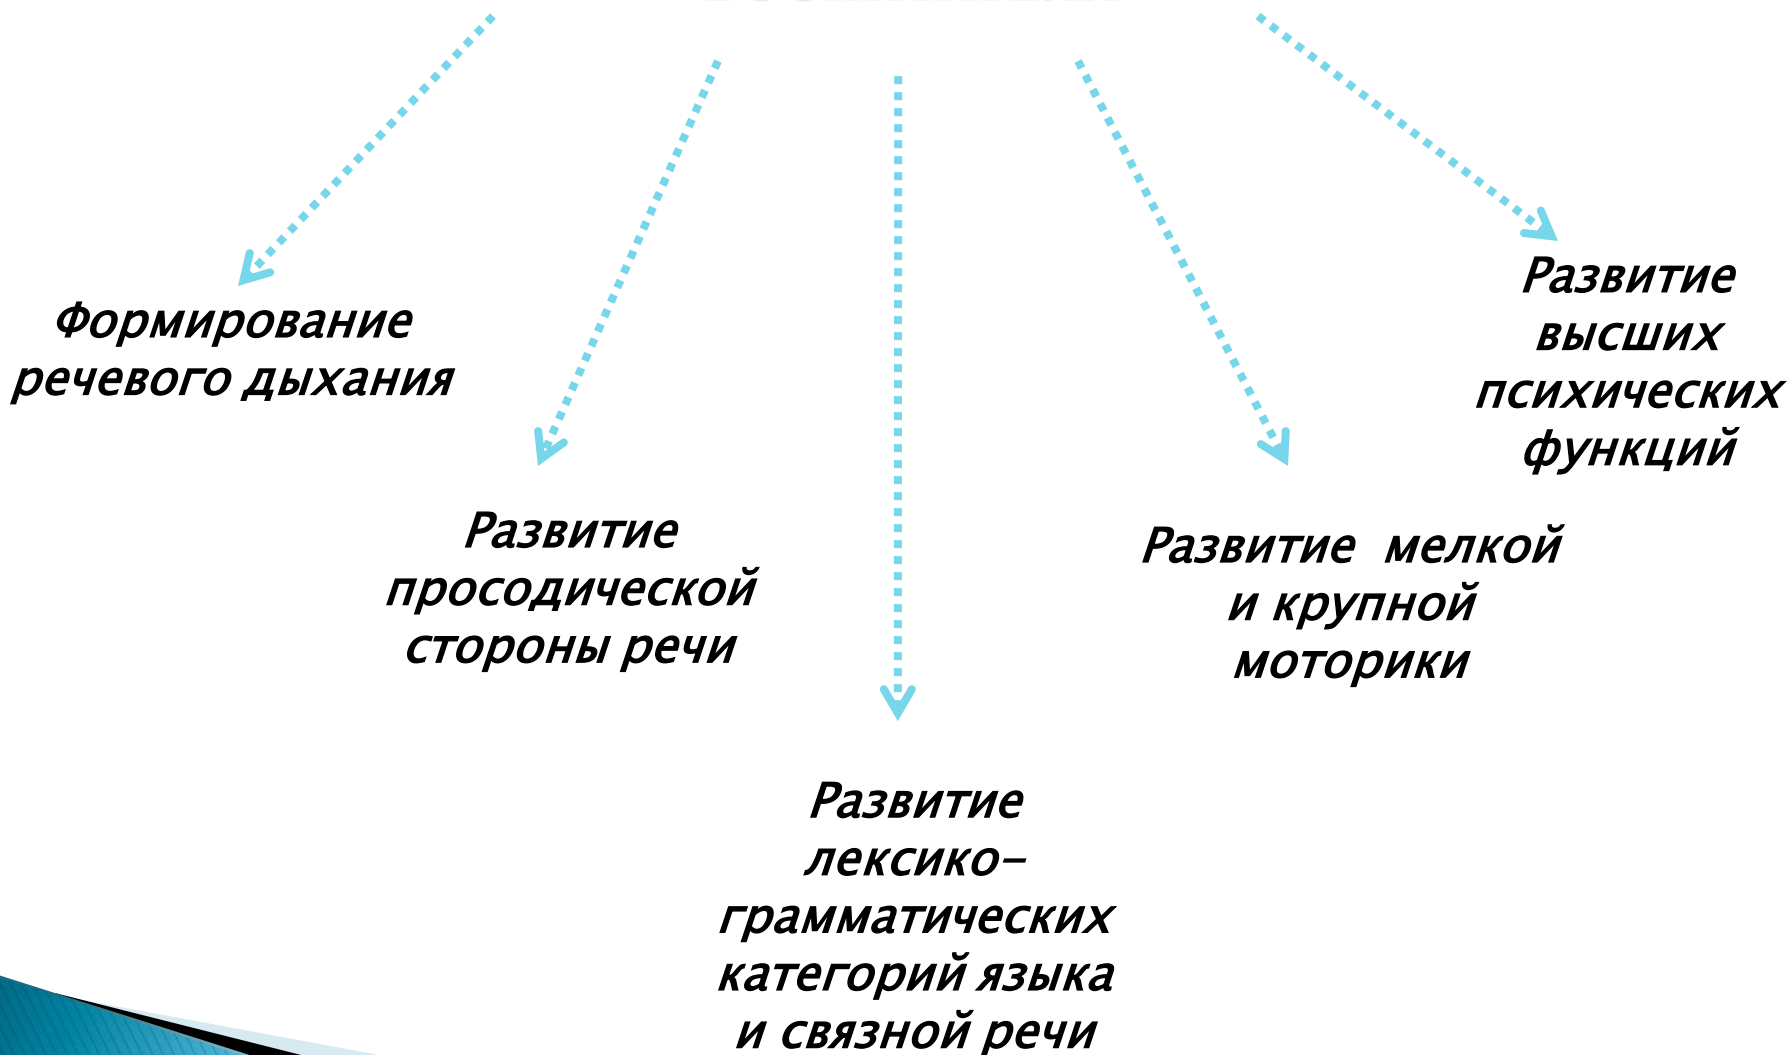 Формирование
речевого дыхания
Развитие
просодической
стороны речи
Развитие
лексико-
грамматических
категорий языка
и связной речи
Развитие  мелкой
и крупной
моторики
Развитие
высших
психических
функций